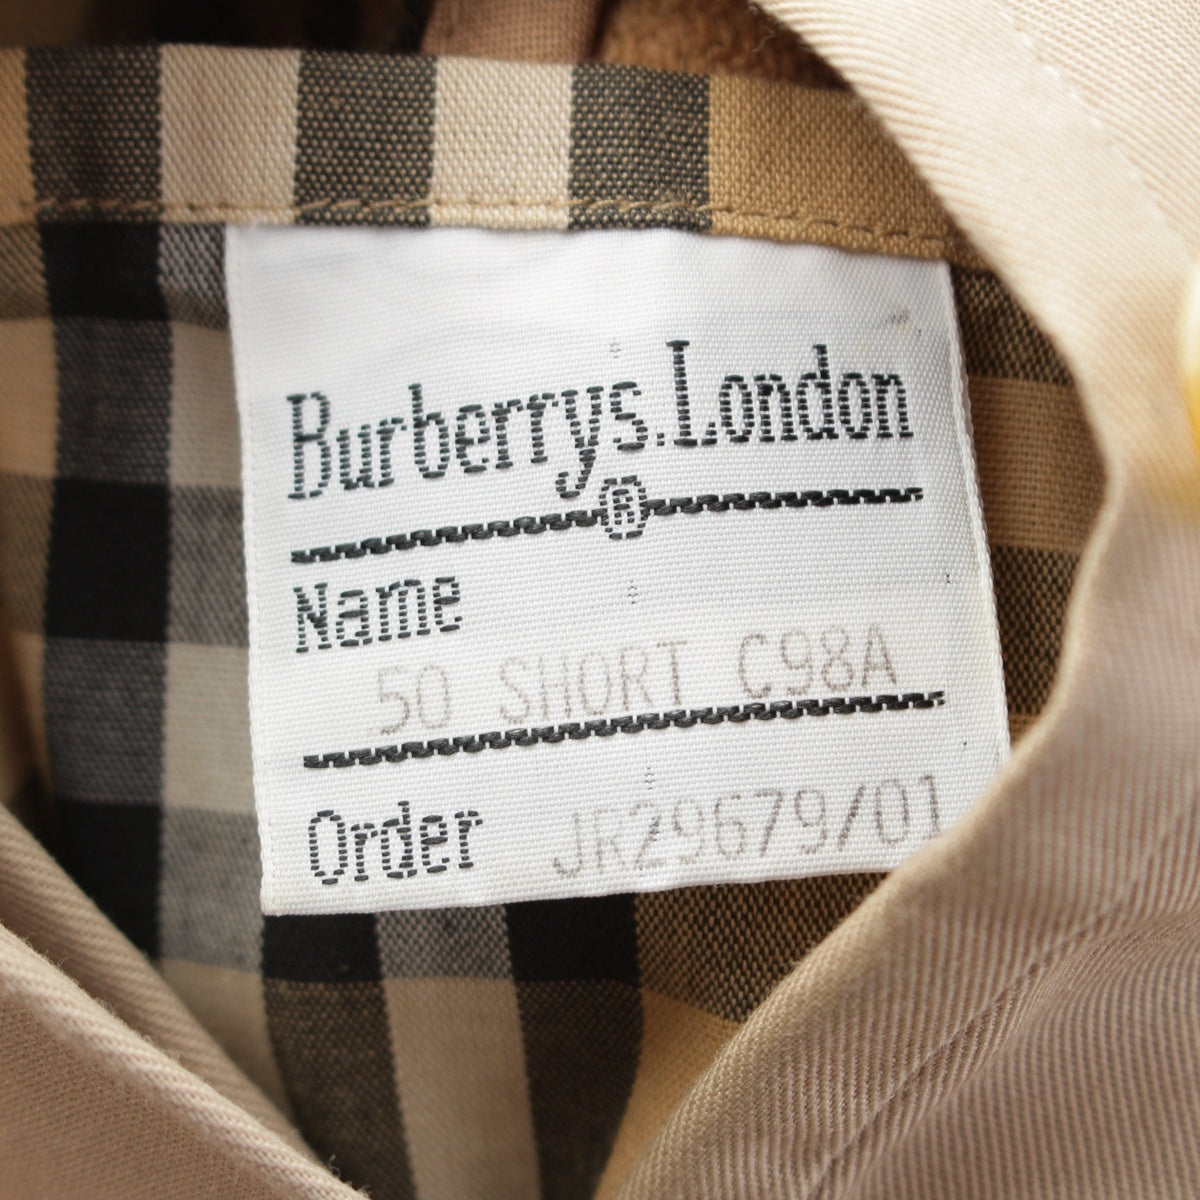 Burberrys.London
®
Name
50 SHORT C98A
Order JR29679/01